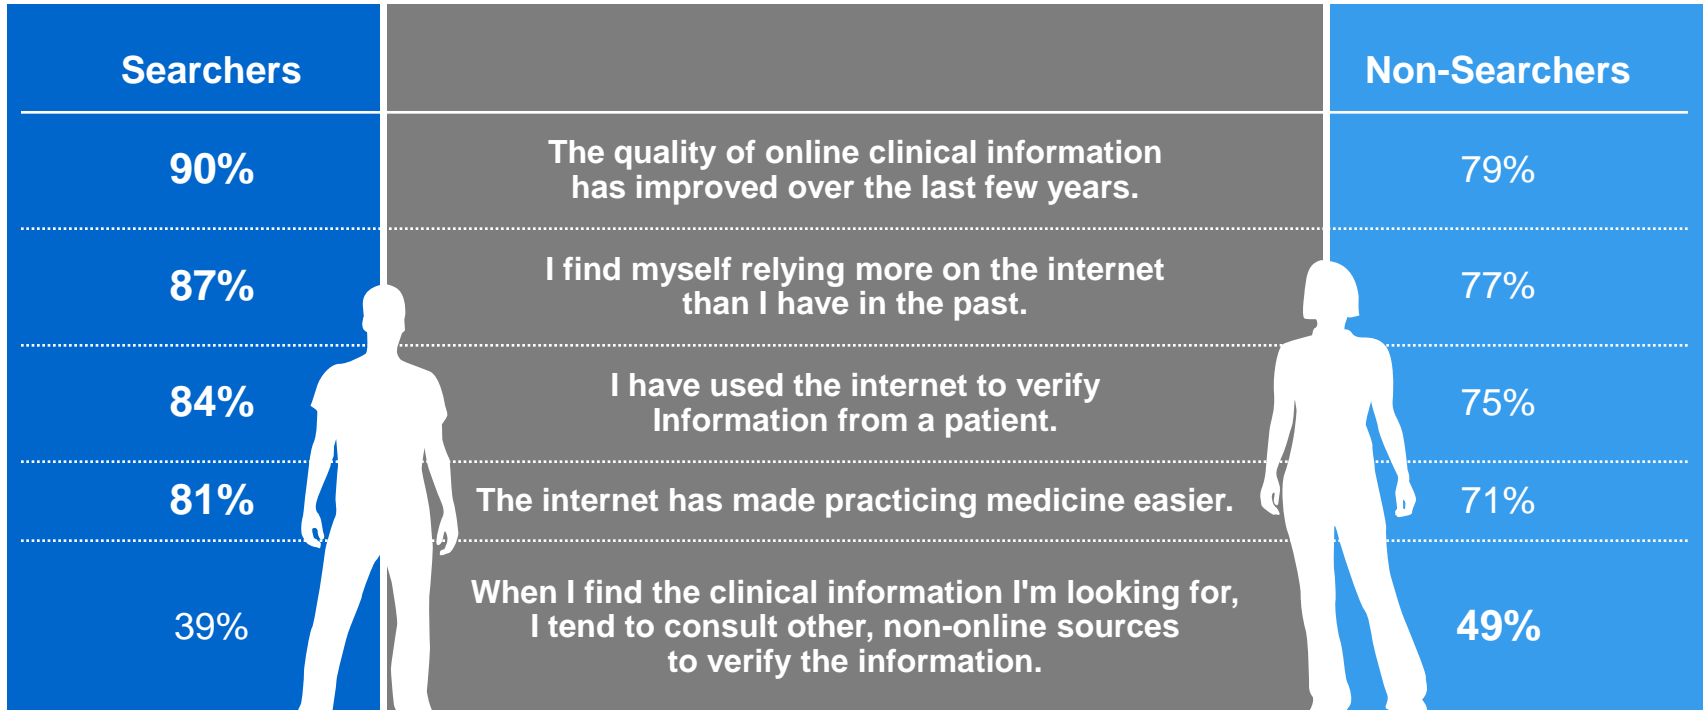 Searchers
Non-Searchers
90%
The quality of online clinical information
has improved over the last few years.
79%
87%
I find myself relying more on the internet
than I have in the past.
77%
84%
I have used the internet to verify
Information from a patient.
75%
81%
The internet has made practicing medicine easier.
71%
39%
When I find the clinical information I'm looking for,
I tend to consult other, non-online sources
to verify the information.
49%